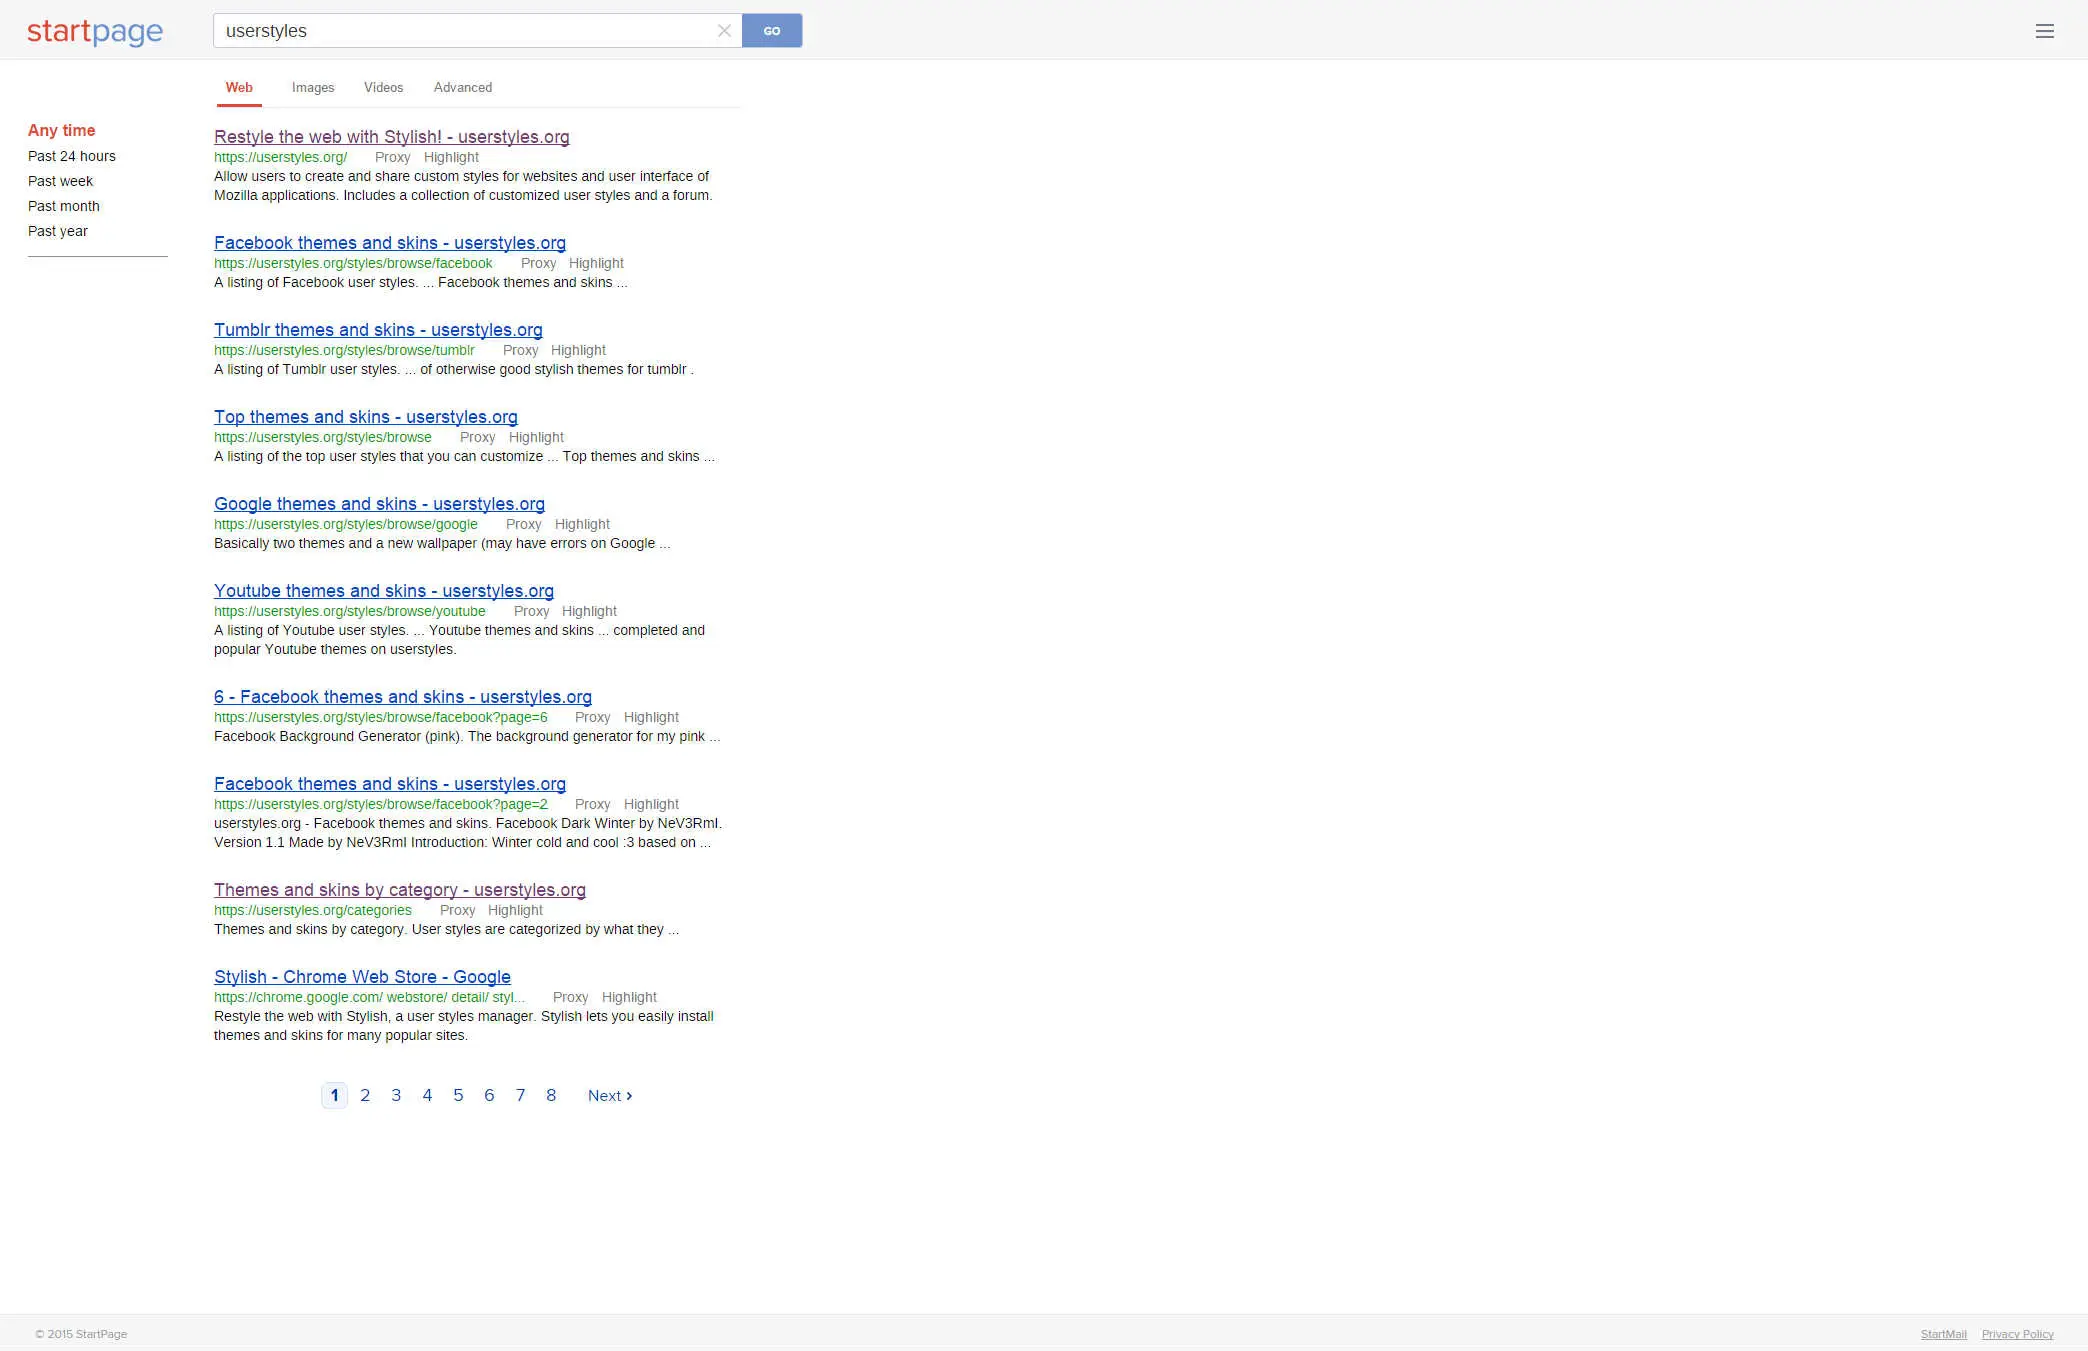 startpage
userstyles
GO
Web Images Videos Advanced
Any time
Past 24 hours
Past week
Past month
Past year
Restyle the web with Stylish! - userstyles.org
https://userstyles.org/ Proxy Highlight
Allow users to create and share custom styles for websites and user interface of
Mozilla applications. Includes a collection of customized user styles and a forum.
Facebook themes and skins - userstyles.org
https://userstyles.org/styles/browse/facebook Proxy Highlight
A listing of Facebook user styles. ... Facebook themes and skins ...
Tumblr themes and skins - userstyles.org
https://userstyles.org/styles/browse/tumblr Proxy Highlight
A listing of Tumblr user styles. ... of otherwise good stylish themes for tumblr .
Top themes and skins - userstyles.org
https://userstyles.org/styles/browse Proxy Highlight
A listing of the top user styles that you can customize ... Top themes and skins ...
Google themes and skins - userstyles.org
https://userstyles.org/styles/browse/google Proxy Highlight
Basically two themes and a new wallpaper (may have errors on Google ...
Youtube themes and skins - userstyles.org
https://userstyles.org/styles/browse/youtube Proxy Highlight
A listing of Youtube user styles. ... Youtube themes and skins ... completed and
popular Youtube themes on userstyles.
6 - Facebook themes and skins - userstyles.org
https://userstyles.org/styles/browse/facebook?page=6 Proxy Highlight
Facebook Background Generator (pink). The background generator for my pink ...
Facebook themes and skins - userstyles.org
https://userstyles.org/styles/browse/facebook?page=2 Proxy Highlight
userstyles.org - Facebook themes and skins. Facebook Dark Winter by NeV3RmI.
Version 1.1 Made by NeV3RmI Introduction: Winter cold and cool :3 based on ...
Themes and skins by category - userstyles.org
https://userstyles.org/categories Proxy Highlight
Themes and skins by category. User styles are categorized by what they ...
Stylish - Chrome Web Store - Google
https://chrome.google.com/ webstore/ detail/ styl... Proxy Highlight
Restyle the web with Stylish, a user styles manager. Stylish lets you easily install
themes and skins for many popular sites.
1 2 3 4 5 6 7 8 Next ›
© 2015 StartPage
StartMail Privacy Policy